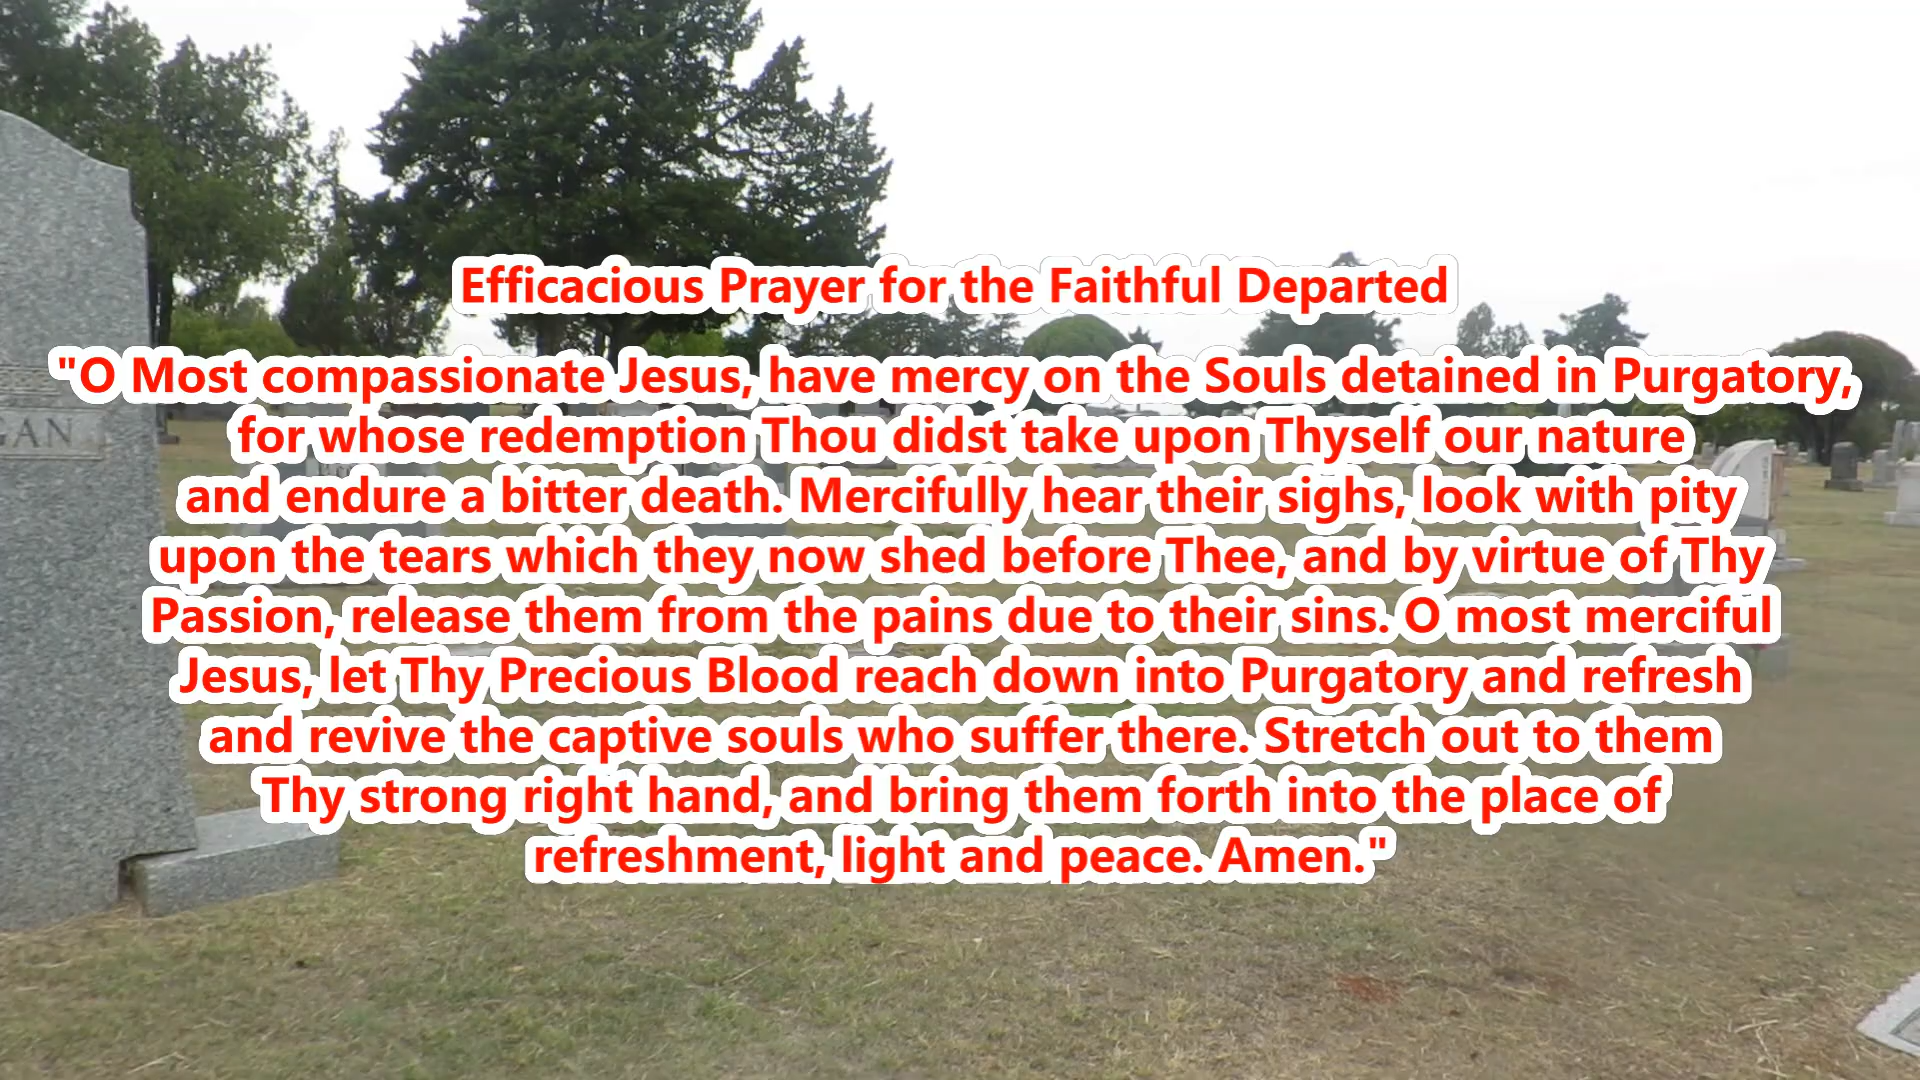 Efficacious Prayer for the Faithful Departed
"O Most compassionate Jesus, have mercy on the Souls detained in Purgatory,
for whose redemption Thou didst take upon Thyself our nature
and endure a bitter death. Mercifully hear their sighs, look with pity
upon the tears which they now shed before Thee, and by virtue of Thy
Passion, release them from the pains due to their sins. O most merciful
Jesus, let Thy Precious Blood reach down into Purgatory and refresh
and revive the captive souls who suffer there. Stretch out to them
Thy strong right hand, and bring them forth into the place of
refreshment, light and peace. Amen."
GAN